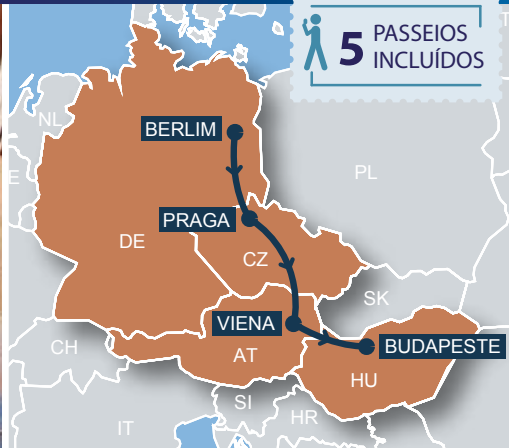 5 PASSEIOS
INCLUÍDOS
NL
BERLIM
PL
E
PRAGA
DE
CZ
SK
VIENA
CH
AT
BUDAPESTE
HU
SI
HR
IT